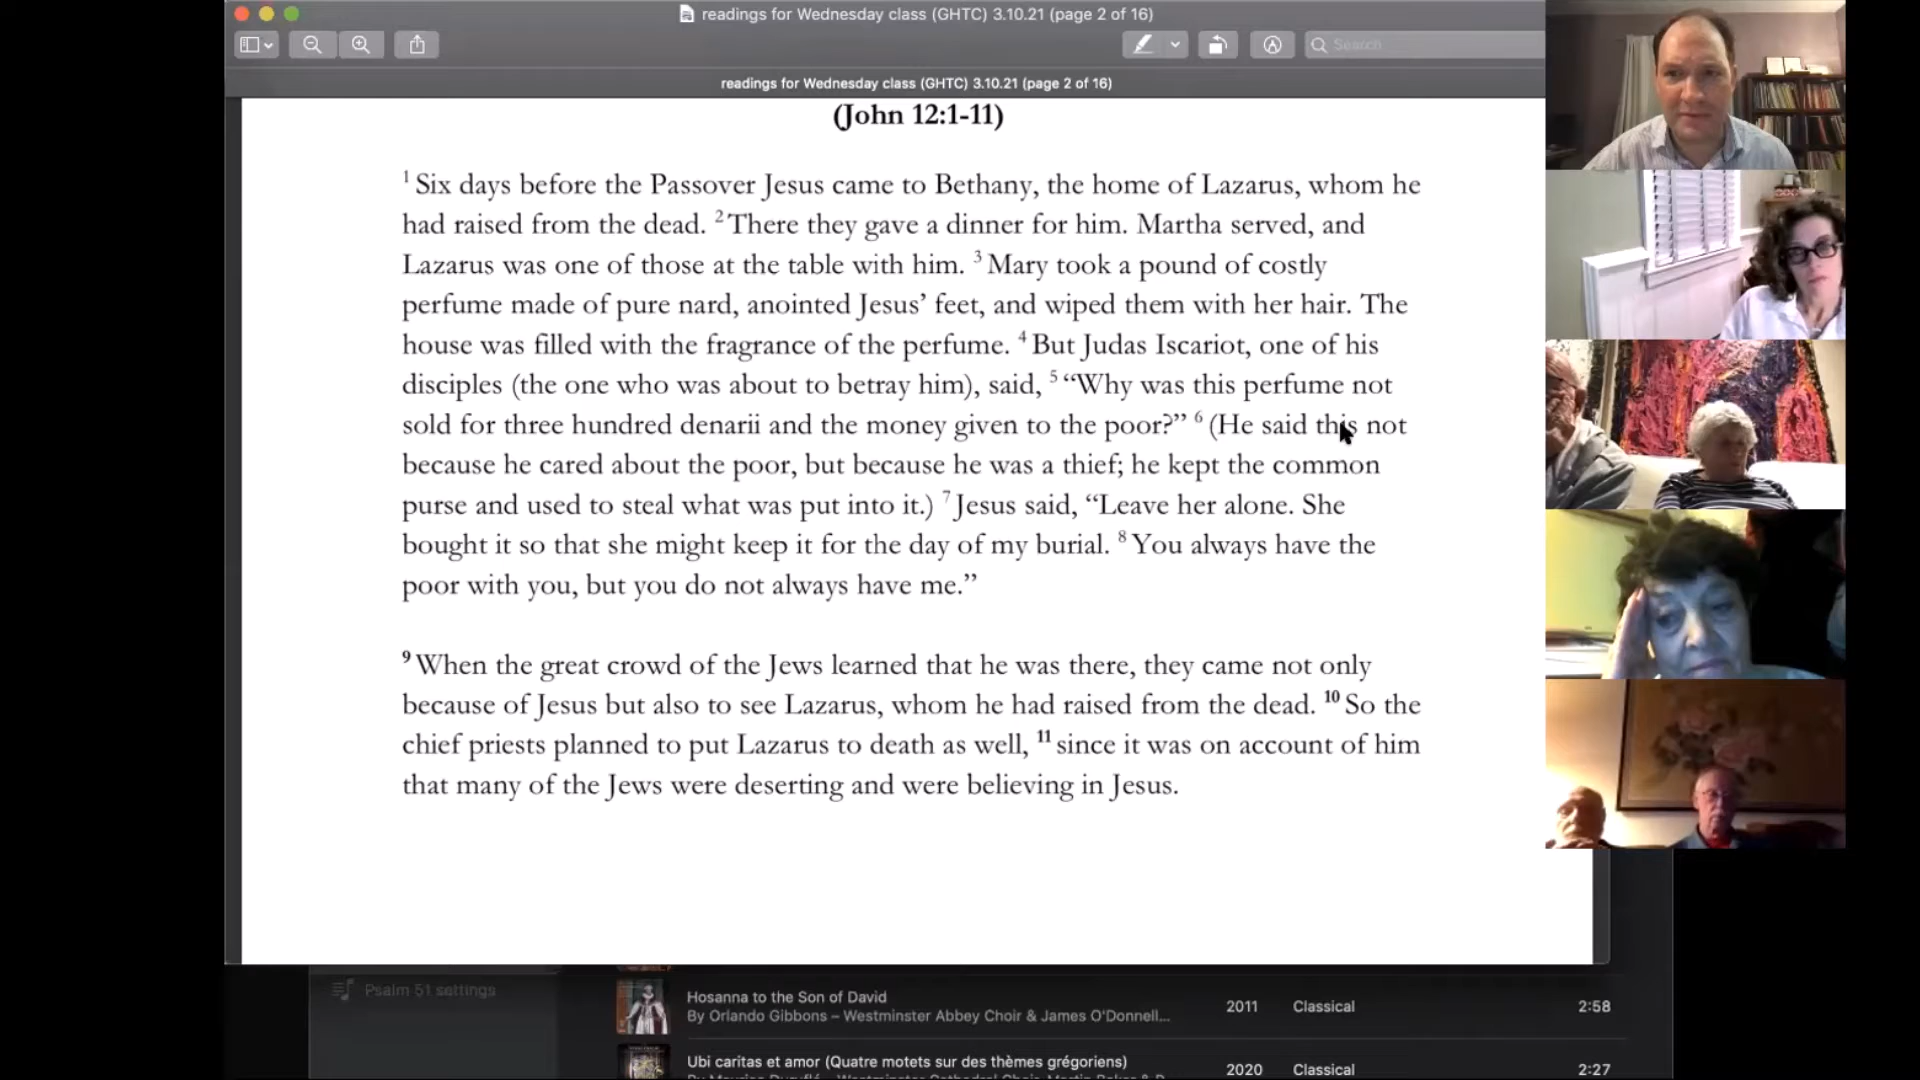 readings for Wednesday class (GHTC) 3.10.21 (page 2 of 16)
Search
readings for Wednesday class (GHTC) 3.10.21 (page 2 of 16)
(John 12:1-11)
1 Six days before the Passover Jesus came to Bethany, the home of Lazarus, whom he
had raised from the dead. 2 There they gave a dinner for him. Martha served, and
Lazarus was one of those at the table with him. 3 Mary took a pound of costly
perfume made of pure nard, anointed Jesus’ feet, and wiped them with her hair. The
house was filled with the fragrance of the perfume. 4 But Judas Iscariot, one of his
disciples (the one who was about to betray him), said, 5 “Why was this perfume not
sold for three hundred denarii and the money given to the poor?” 6 (He said this not
because he cared about the poor, but because he was a thief; he kept the common
purse and used to steal what was put into it.) 7 Jesus said, “Leave her alone. She
bought it so that she might keep it for the day of my burial. 8 You always have the
poor with you, but you do not always have me.”
9 When the great crowd of the Jews learned that he was there, they came not only
because of Jesus but also to see Lazarus, whom he had raised from the dead. 10 So the
chief priests planned to put Lazarus to death as well, 11 since it was on account of him
that many of the Jews were deserting and were believing in Jesus.
Psalm 51 settings
Hosanna to the Son of David
By Orlando Gibbons – Westminster Abbey Choir & James O'Donnell...
2011 Classical 2:58
Ubi caritas et amor (Quatre motets sur des thèmes grégoriens)
2020 Classical 2:27